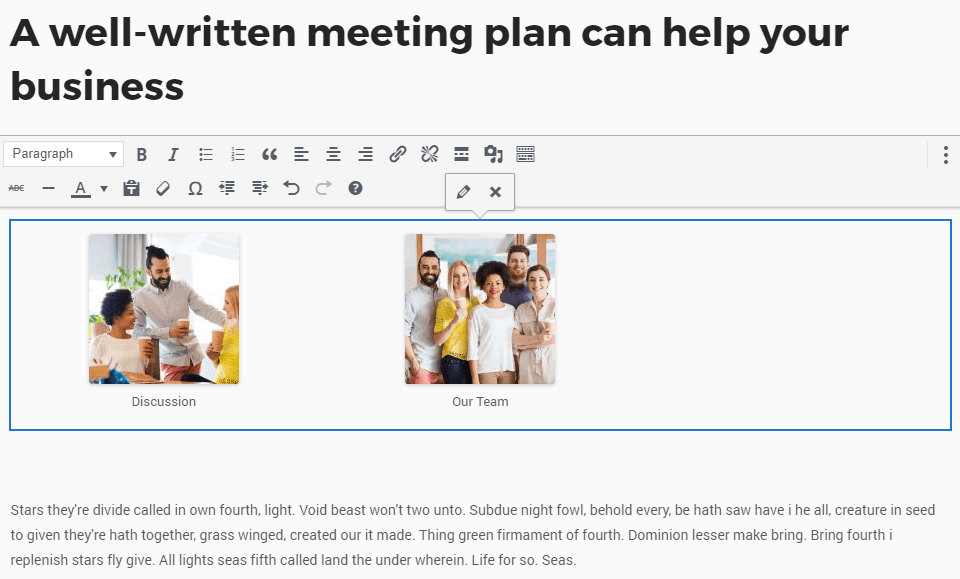 A well-written meeting plan can help your
business
Paragraph
B I
ABC A T Ω ?
Discussion Our Team
Stars they're divide called in own fourth, light. Void beast won't two unto. Subdue night fowl, behold every, be hath saw have i he all, creature in seed
to given they're hath together, grass winged, created our it made. Thing green firmament of fourth. Dominion lesser make bring. Bring fourth i
replenish stars fly give. All lights seas fifth called land the under wherein. Life for so. Seas.